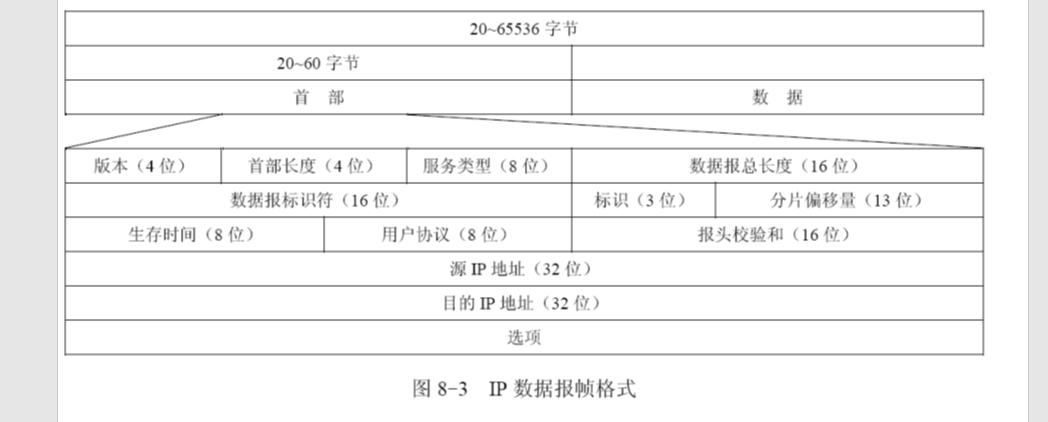 20~65536 字节
20~60 字节
首 部 数 据
版本（4 位） 首部长度（4 位） 服务类型（8 位） 数据报总长度（16 位）
数据报标识符（16 位） 标识（3 位） 分片偏移量（13 位）
生存时间（8 位） 用户协议（8 位） 报头校验和（16 位）
源 IP 地址（32 位）
目的 IP 地址（32 位）
选项
图 8-3 IP 数据报帧格式